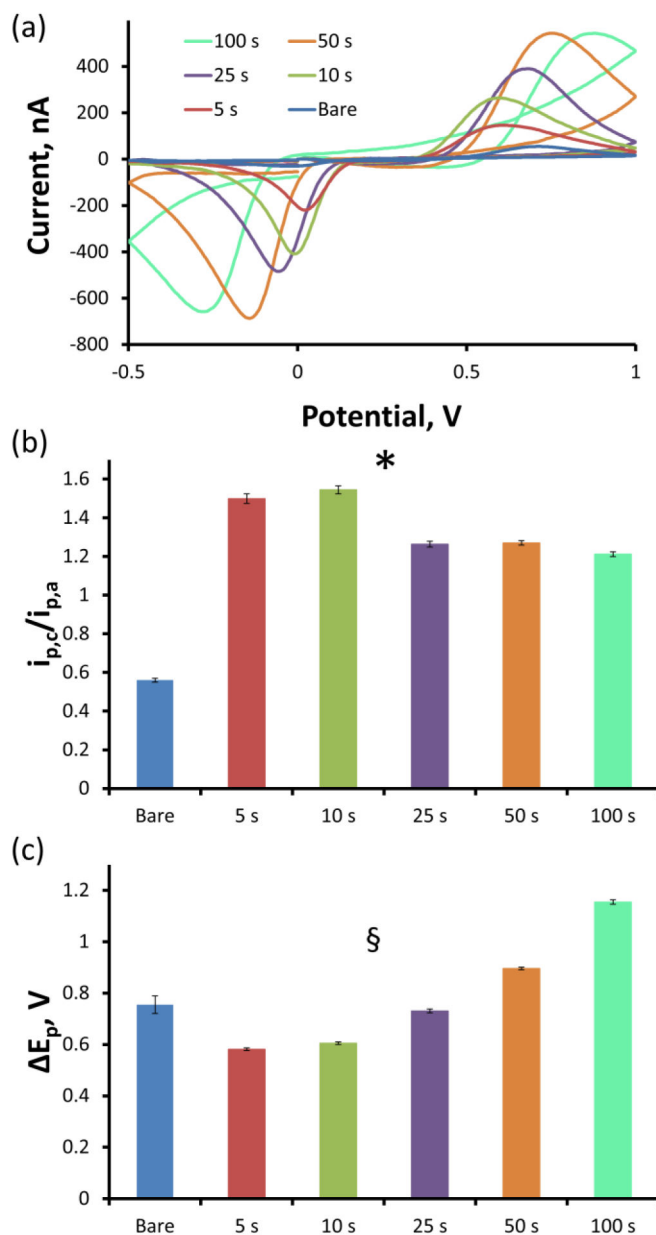 (a)
Current, nA
400
200
0
-200
-400
-600
-800
100 s 50 s
25 s 10 s
5 s Bare
-0.5 0 0.5 1
Potential, V
(b)
*
i_p,c/i_p,a
1.6
1.4
1.2
1
0.8
0.6
0.4
0.2
0
Bare 5 s 10 s 25 s 50 s 100 s
(c)
§
ΔE_p, V
1.2
1
0.8
0.6
0.4
0.2
0
Bare 5 s 10 s 25 s 50 s 100 s